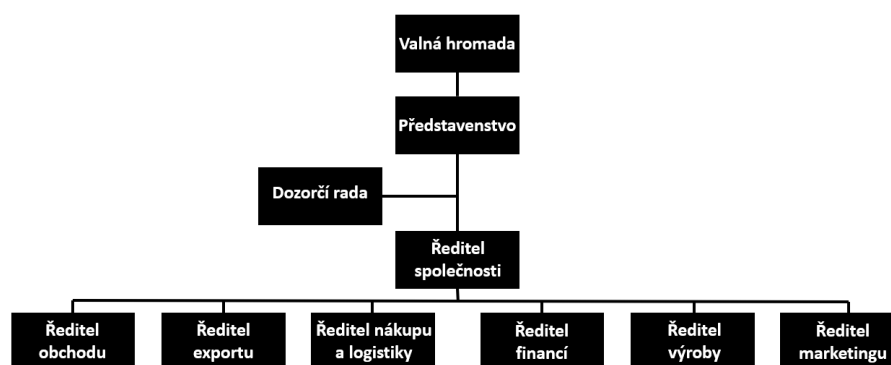 Valná hromada
Představenstvo
Dozorčí rada
Ředitel
společnosti
Ředitel
obchodu
Ředitel
exportu
Ředitel nákupu
a logistiky
Ředitel
financí
Ředitel
výroby
Ředitel
marketingu